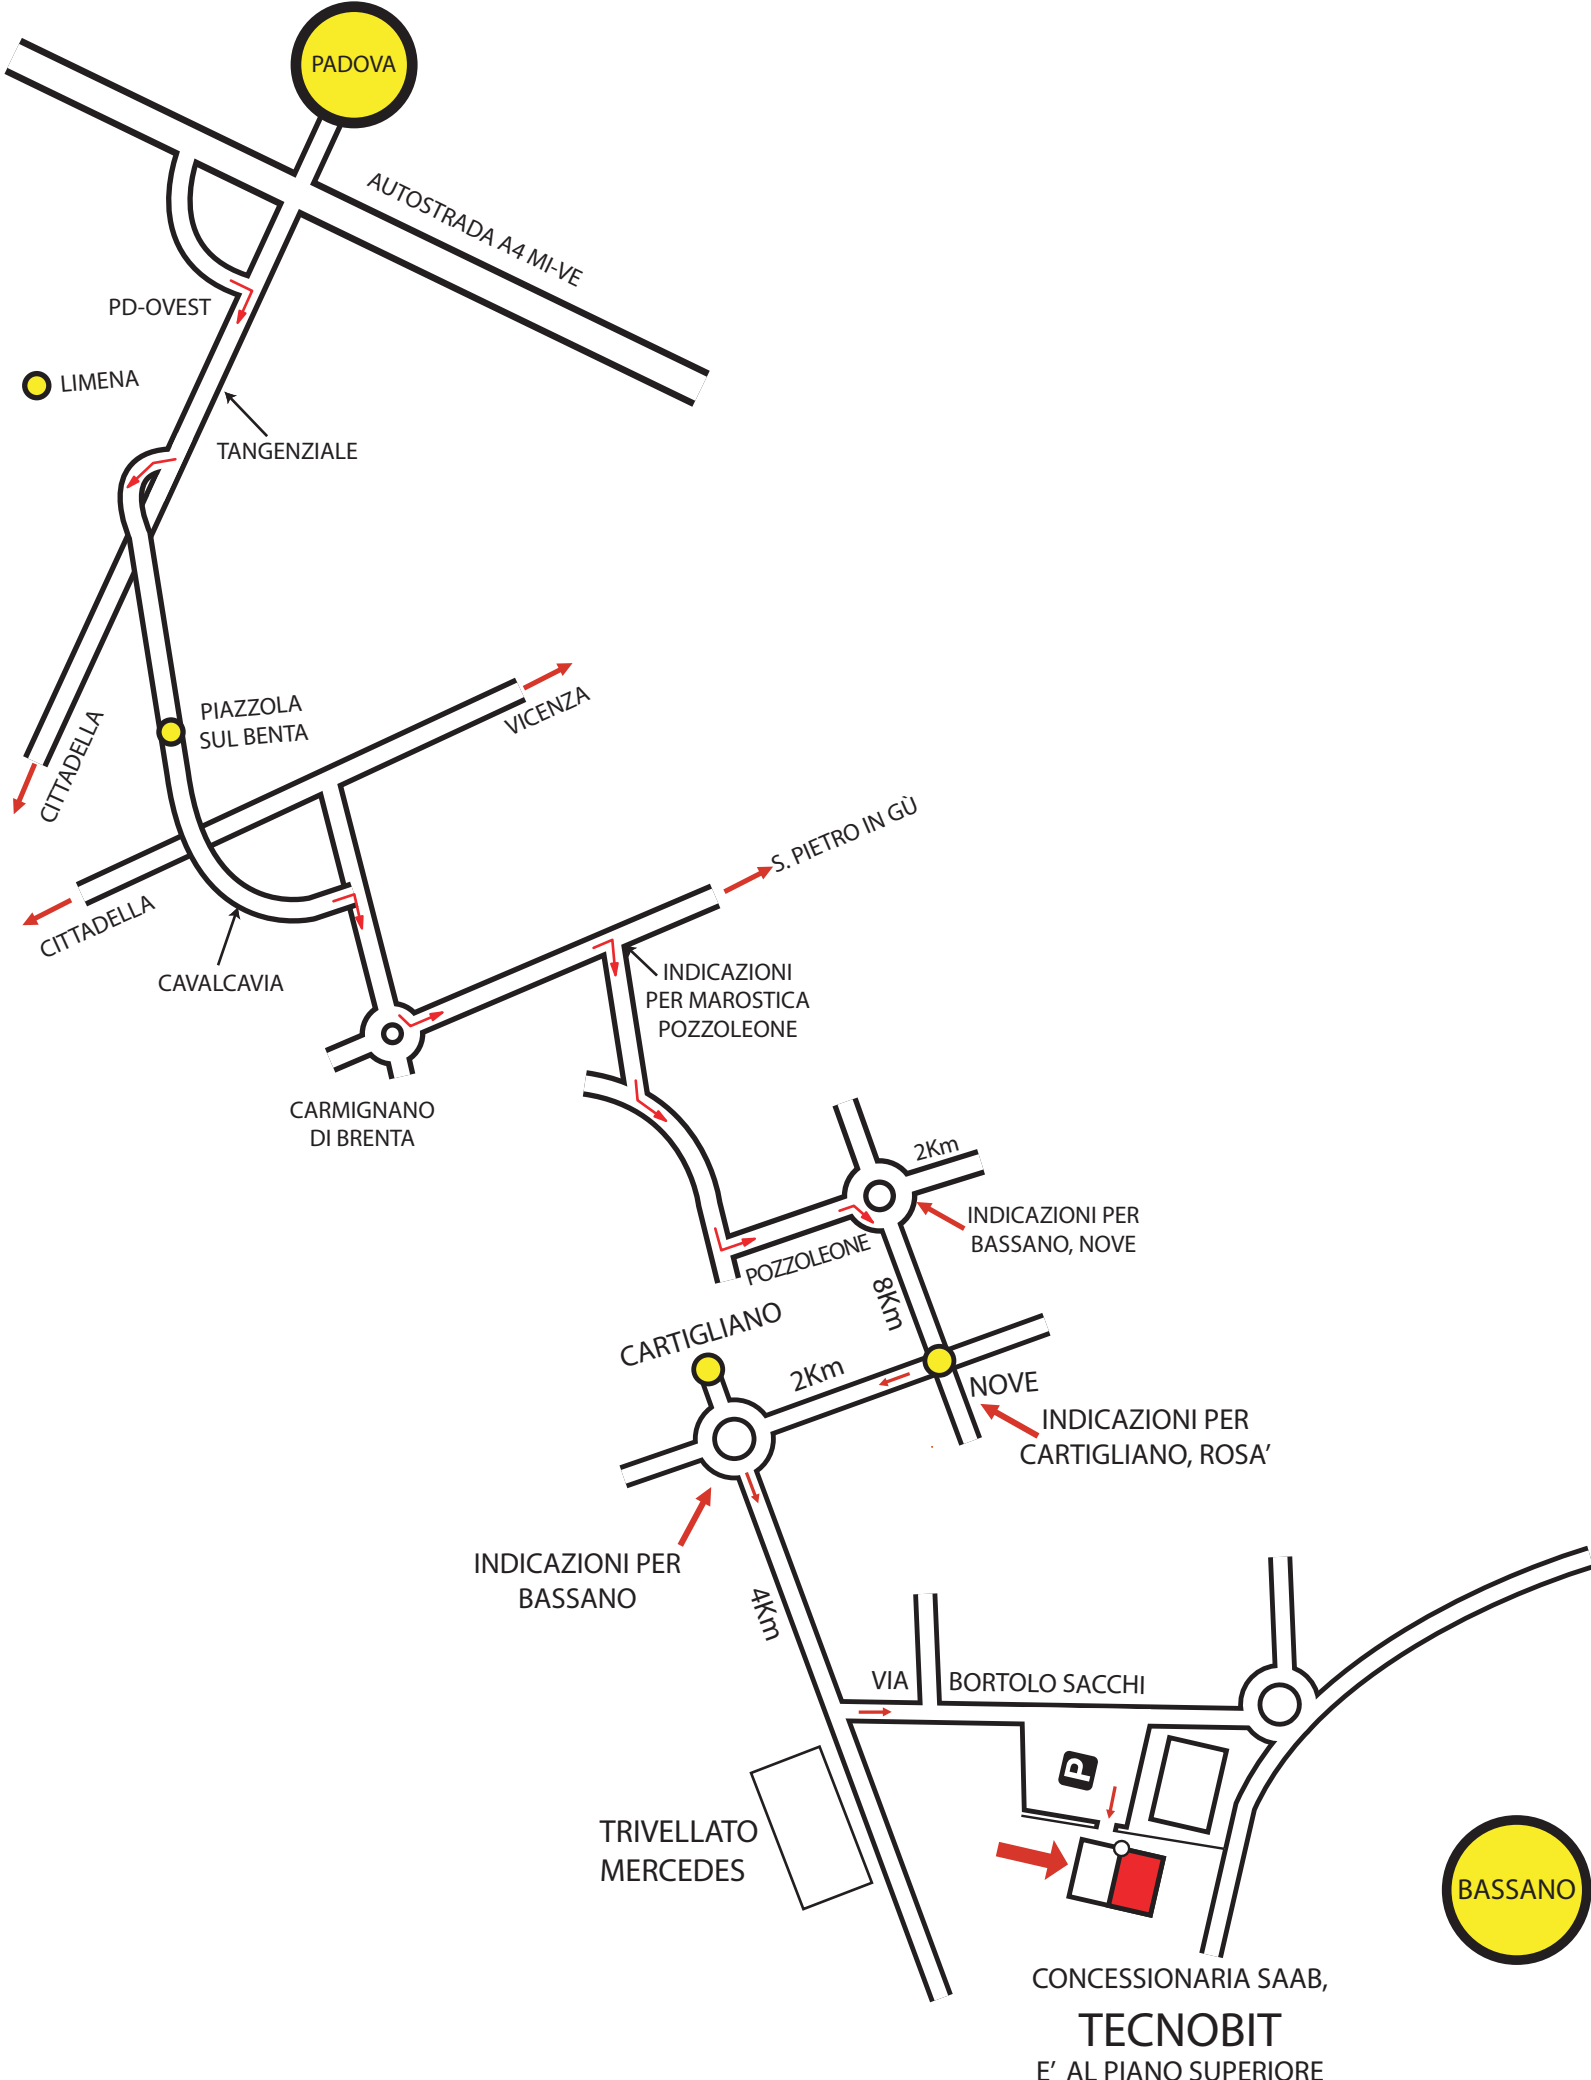 PADOVA
AUTOSTRADA A4 MI-VE
PD-OVEST
LIMENA
TANGENZIALE
PIAZZOLA
SUL BENTA
VICENZA
CITTADELLA
S. PIETRO IN GÙ
CITTADELLA
CAVALCAVIA
INDICAZIONI
PER MAROSTICA
POZZOLEONE
CARMIGNANO
DI BRENTA
2Km
INDICAZIONI PER
BASSANO, NOVE
POZZOLEONE
8Km
CARTIGLIANO
2Km
NOVE
INDICAZIONI PER
CARTIGLIANO, ROSA'
INDICAZIONI PER
BASSANO
4Km
VIA BORTOLO SACCHI
P
TRIVELLATO
MERCEDES
BASSANO
CONCESSIONARIA SAAB,
TECNOBIT
E' AL PIANO SUPERIORE